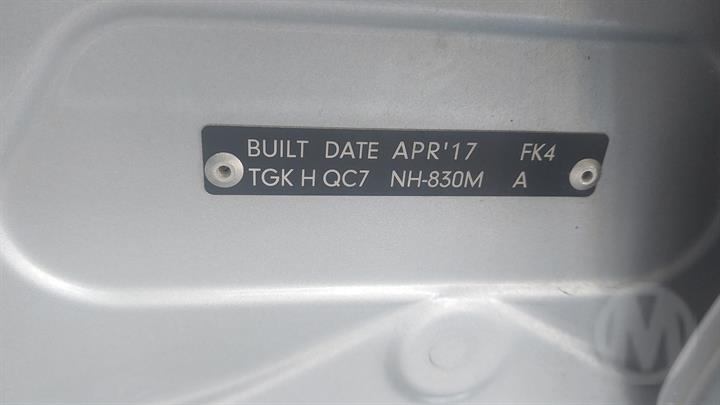 BUILT DATE APR'17 FK4
TGK H QC7 NH-830M A
M